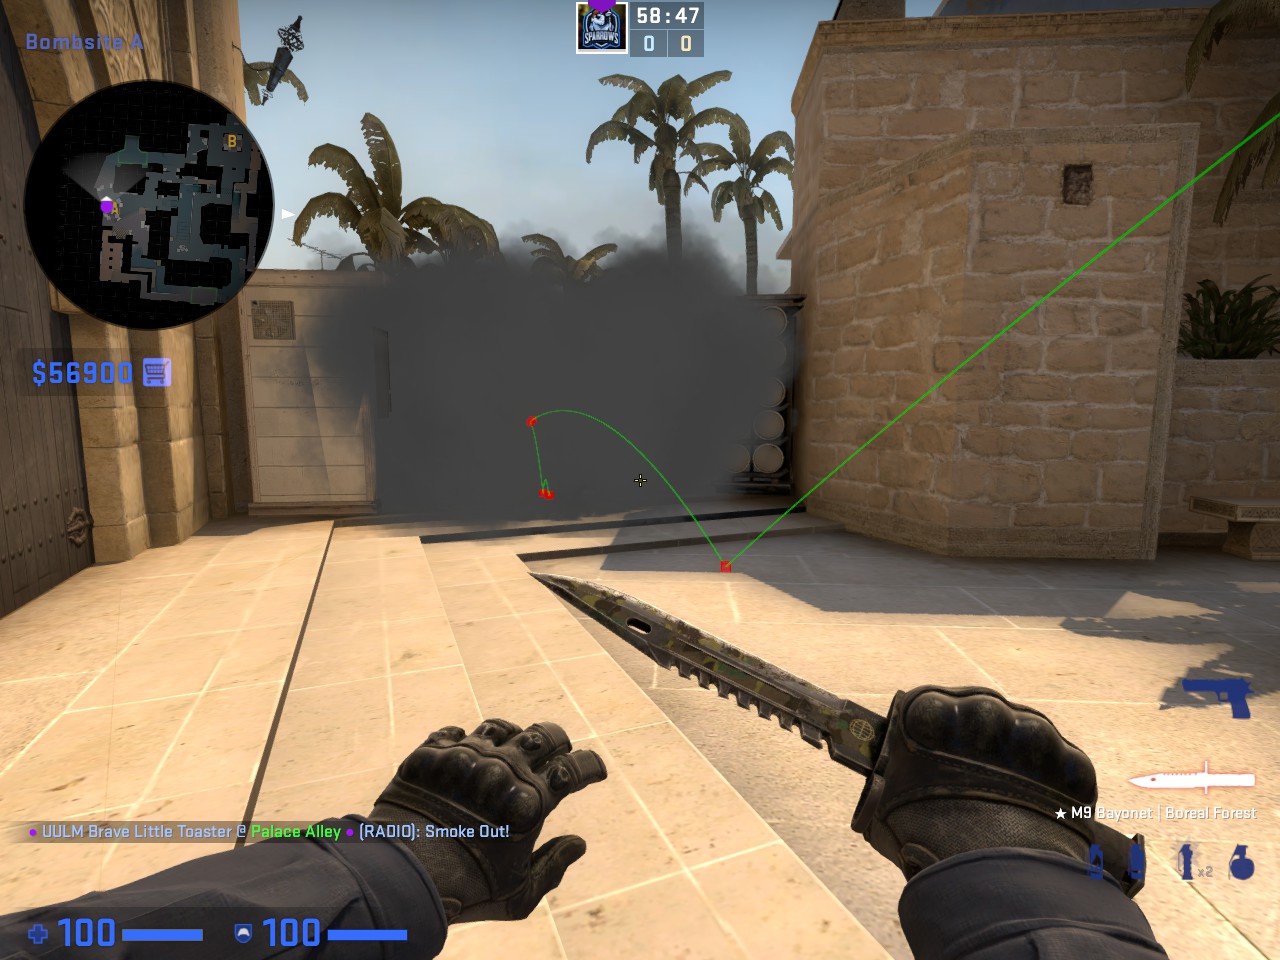 Bombsite A
SPARROWS
58:47
0 0
B
A
$56900
★ M9 Bayonet | Boreal Forest
x2
● UULM Brave Little Toaster @ Palace Alley ● (RADIO): Smoke Out!
100 100